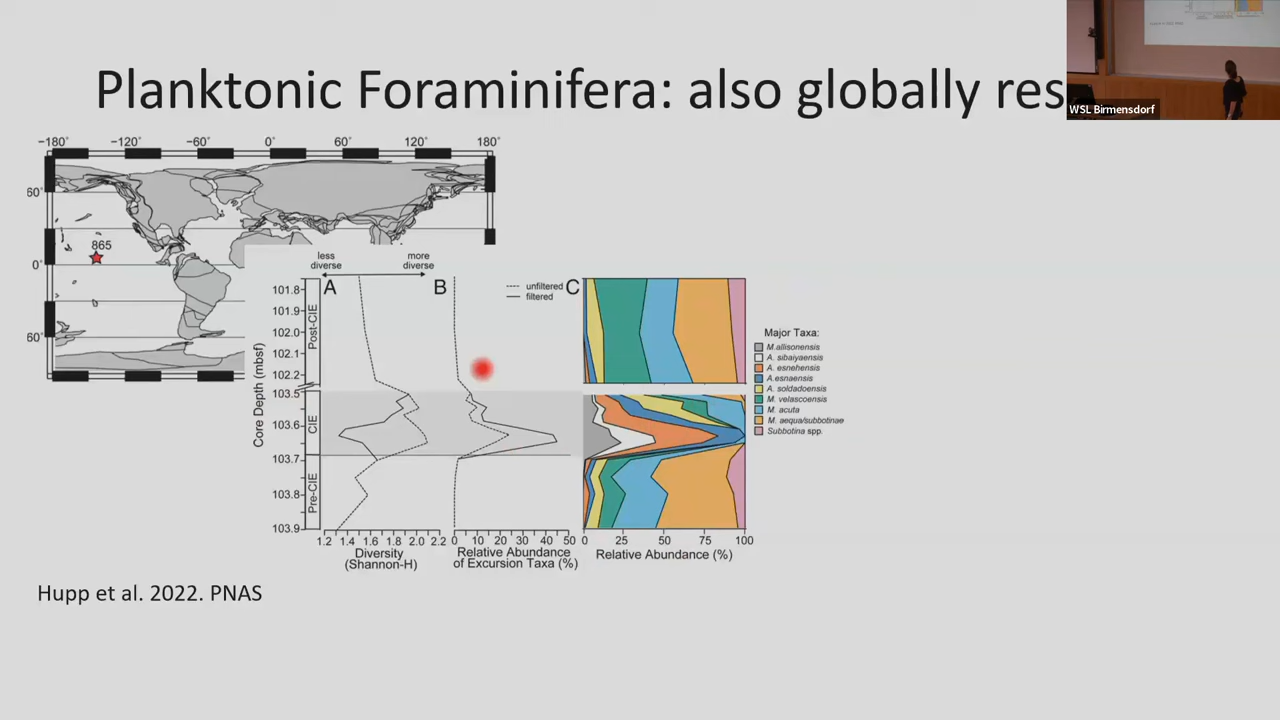 Planktonic Foraminifera: also globally res
WSL Birmensdorf
−180° −120° −60° 0° 60° 120° 180°
60°
865
0°
60°
less diverse
more diverse
A
B
C
unfiltered
filtered
Core Depth (mbsf)
Post-CIE
CIE
Pre-CIE
101.8
101.9
102.0
102.1
102.2
103.5
103.6
103.7
103.8
103.9
1.2 1.4 1.6 1.8 2.0 2.2
Diversity
(Shannon-H)
0 10 20 30 40 50
Relative Abundance
of Excursion Taxa (%)
0 25 50 75 100
Relative Abundance (%)
Major Taxa:
M.allisonensis
A. sibaiyaensis
A. esnehensis
A.esnaensis
A. soldadoensis
M. velascoensis
M. acuta
M. aequa/subbotinae
Subbotina spp.
Hupp et al. 2022. PNAS